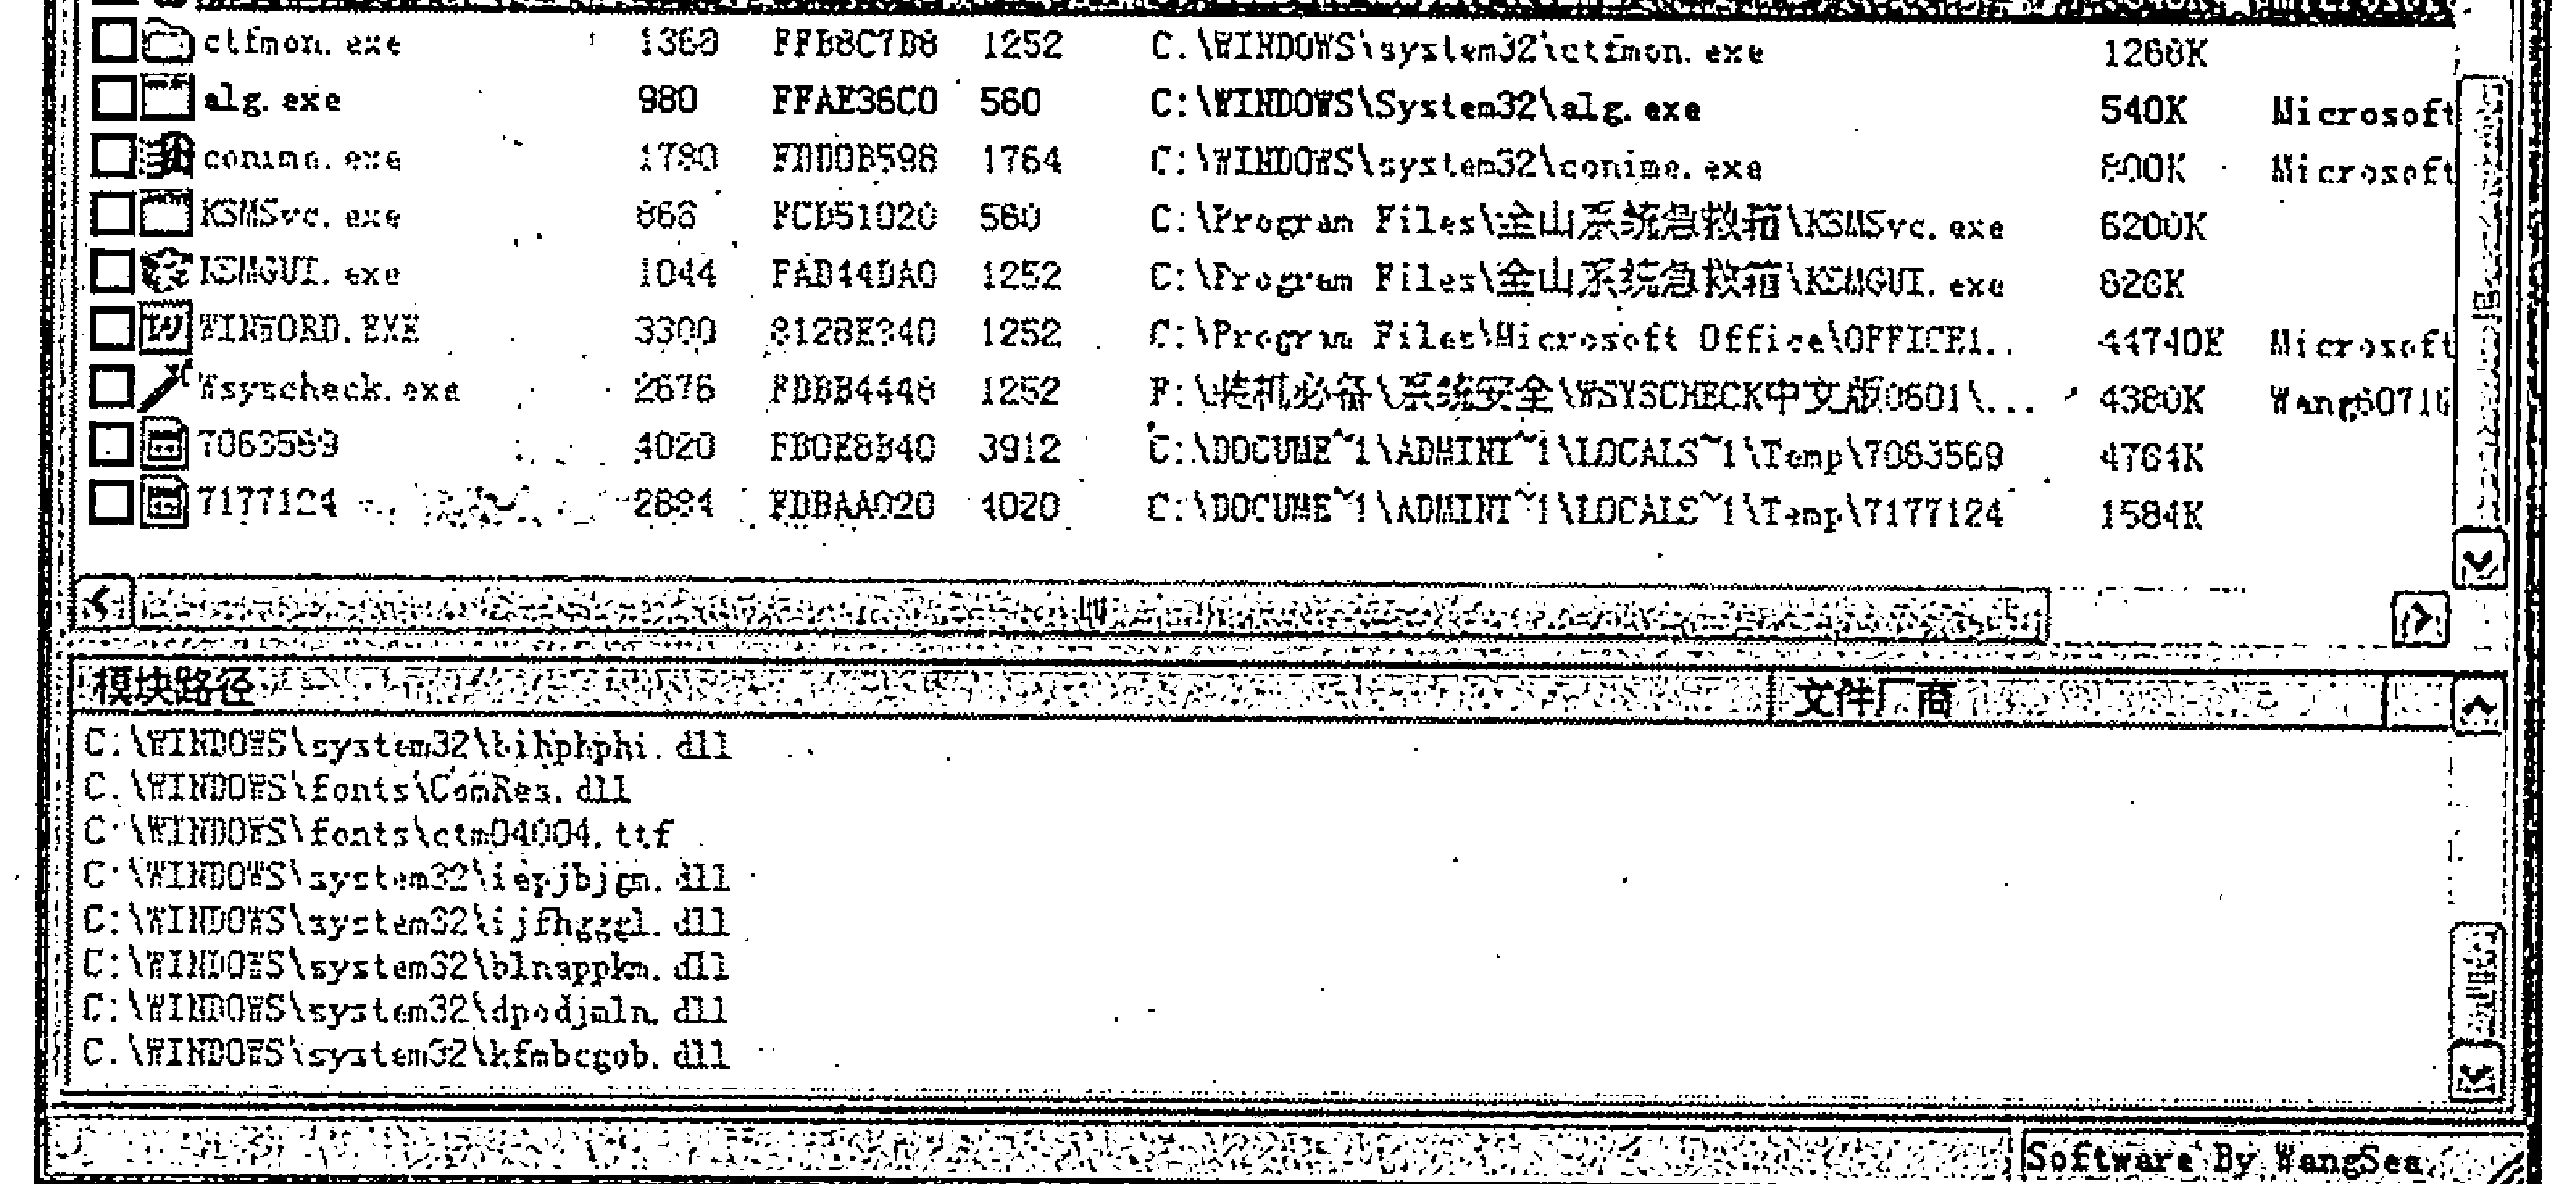 ctfmon.exe 1368 FFB8C7D8 1252 C:\WINDOWS\system32\ctfmon.exe 1268K
alg.exe 980 FFAE36C0 560 C:\WINDOWS\System32\alg.exe 540K Microsoft
conime.exe 1780 FDD0B598 1764 C:\WINDOWS\system32\conime.exe 800K Microsoft
KSMSvc.exe 868 FCD51020 560 C:\Program Files\金山系统急救箱\KSMSvc.exe 6200K
KSMGUI.exe 1044 FAD44DA0 1252 C:\Program Files\金山系统急救箱\KSMGUI.exe 828K
WINWORD.EXE 3300 8128E340 1252 C:\Program Files\Microsoft Office\OFFICE1.. 44740K Microsoft
Wsyscheck.exe 2676 FDBB4448 1252 F:\装机必备\系统安全\WSYSCHECK中文版0601\... 4380K Wang60716
7063569 4020 FB0E8B40 3912 C:\DOCUME~1\ADMINI~1\LOCALS~1\Temp\7063569 4764K
7177124 2884 FDBAA020 4020 C:\DOCUME~1\ADMINI~1\LOCALS~1\Temp\7177124 1584K
模块路径 文件厂商
C:\WINDOWS\system32\bihphphi.dll
C:\WINDOWS\fonts\ComRes.dll
C:\WINDOWS\fonts\ctm04004.ttf
C:\WINDOWS\system32\iepjbjgm.dll
C:\WINDOWS\system32\ijfhgggl.dll
C:\WINDOWS\system32\blnappkm.dll
C:\WINDOWS\system32\dpodjmln.dll
C:\WINDOWS\system32\kfmbcgob.dll
Software By WangSea